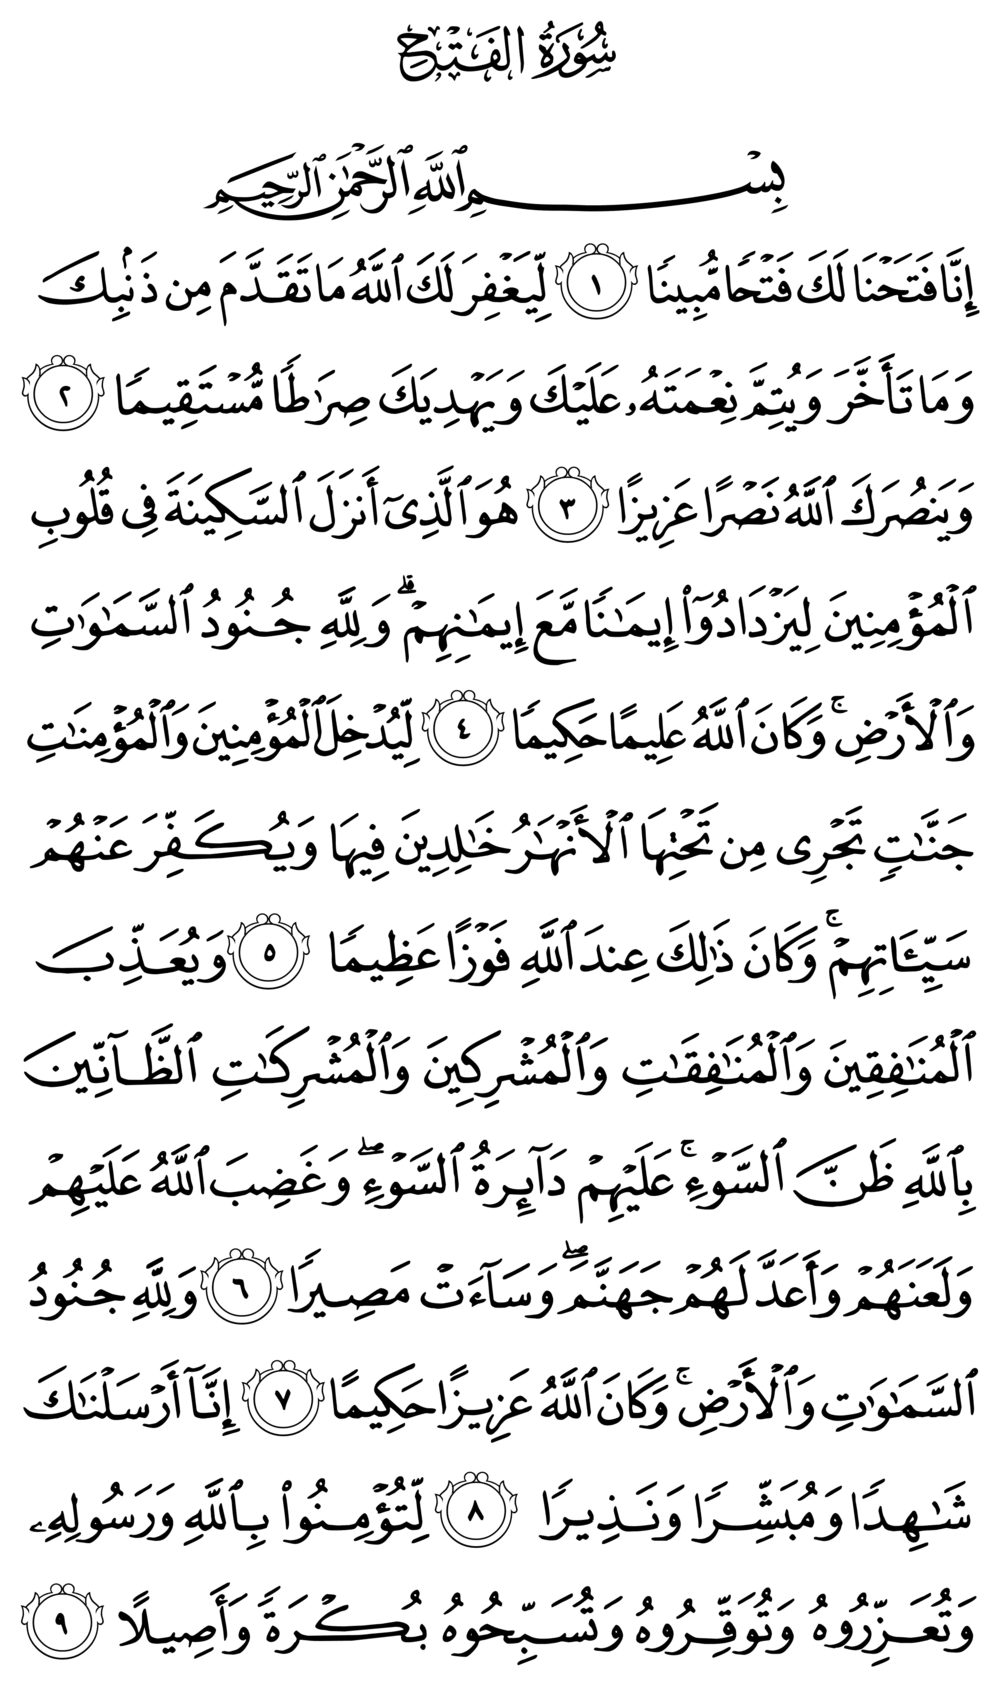 سُورَةُ الفَتۡحِ
بِسۡمِ ٱللَّهِ ٱلرَّحۡمَٰنِ ٱلرَّحِيمِ
إِنَّا فَتَحۡنَا لَكَ فَتۡحٗا مُّبِينٗا ١ لِّيَغۡفِرَ لَكَ ٱللَّهُ مَا تَقَدَّمَ مِن ذَنۢبِكَ
وَمَا تَأَخَّرَ وَيُتِمَّ نِعۡمَتَهُۥ عَلَيۡكَ وَيَهۡدِيَكَ صِرَٰطٗا مُّسۡتَقِيمٗا ٢
وَيَنصُرَكَ ٱللَّهُ نَصۡرًا عَزِيزًا ٣ هُوَ ٱلَّذِيٓ أَنزَلَ ٱلسَّكِينَةَ فِي قُلُوبِ
ٱلۡمُؤۡمِنِينَ لِيَزۡدَادُوٓاْ إِيمَٰنٗا مَّعَ إِيمَٰنِهِمۡۗ وَلِلَّهِ جُنُودُ ٱلسَّمَٰوَٰتِ
وَٱلۡأَرۡضِۚ وَكَانَ ٱللَّهُ عَلِيمًا حَكِيمٗا ٤ لِّيُدۡخِلَ ٱلۡمُؤۡمِنِينَ وَٱلۡمُؤۡمِنَٰتِ
جَنَّٰتٖ تَجۡرِي مِن تَحۡتِهَا ٱلۡأَنۡهَٰرُ خَٰلِدِينَ فِيهَا وَيُكَفِّرَ عَنۡهُمۡ
سَيِّـَٔاتِهِمۡۚ وَكَانَ ذَٰلِكَ عِندَ ٱللَّهِ فَوۡزًا عَظِيمٗا ٥ وَيُعَذِّبَ
ٱلۡمُنَٰفِقِينَ وَٱلۡمُنَٰفِقَٰتِ وَٱلۡمُشۡرِكِينَ وَٱلۡمُشۡرِكَٰتِ ٱلظَّآنِّينَ
بِٱللَّهِ ظَنَّ ٱلسَّوۡءِۚ عَلَيۡهِمۡ دَآئِرَةُ ٱلسَّوۡءِۖ وَغَضِبَ ٱللَّهُ عَلَيۡهِمۡ
وَلَعَنَهُمۡ وَأَعَدَّ لَهُمۡ جَهَنَّمَۖ وَسَآءَتۡ مَصِيرٗا ٦ وَلِلَّهِ جُنُودُ
ٱلسَّمَٰوَٰتِ وَٱلۡأَرۡضِۚ وَكَانَ ٱللَّهُ عَزِيزًا حَكِيمًا ٧ إِنَّآ أَرۡسَلۡنَٰكَ
شَٰهِدٗا وَمُبَشِّرٗا وَنَذِيرٗا ٨ لِّتُؤۡمِنُواْ بِٱللَّهِ وَرَسُولِهِۦ
وَتُعَزِّرُوهُ وَتُوَقِّرُوهُ وَتُسَبِّحُوهُ بُكۡرَةٗ وَأَصِيلًا ٩